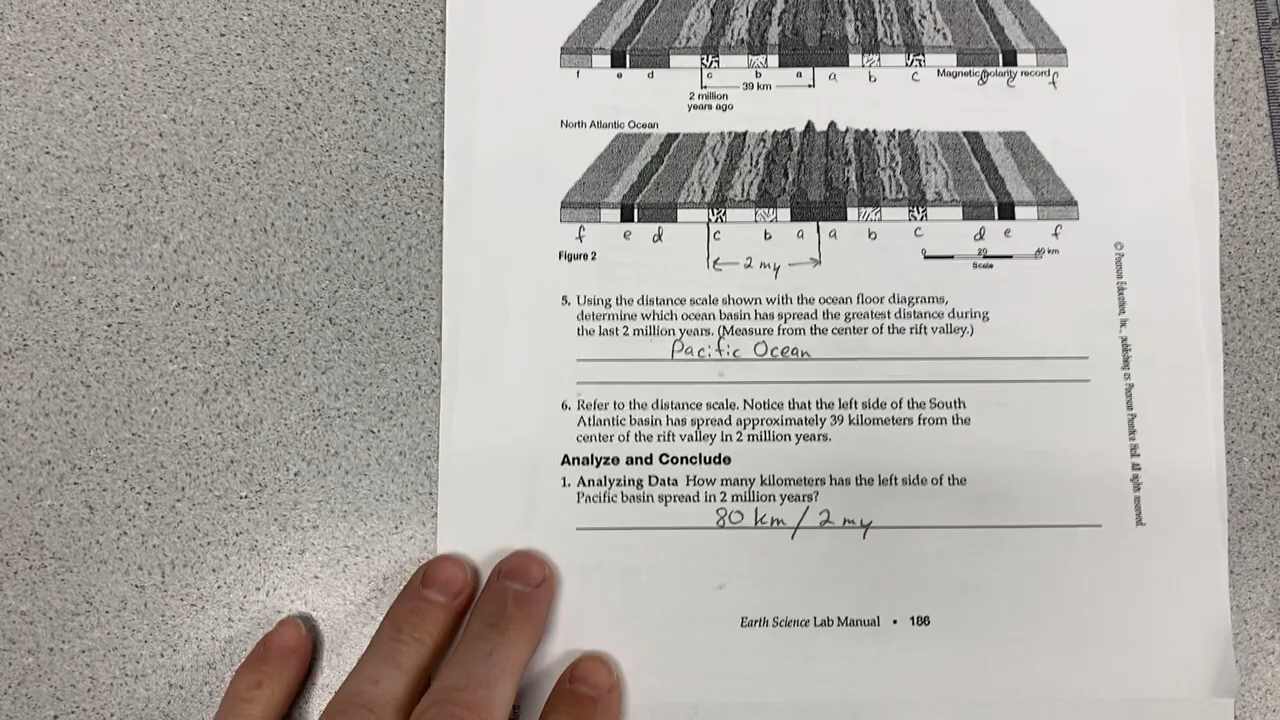 f e d c b a a b c Magnetic polarity record d e f
39 km
2 million
years ago
North Atlantic Ocean
f e d c b a a b c d e f
Figure 2
2 my
0 20 40 km
Scale
5. Using the distance scale shown with the ocean floor diagrams,
determine which ocean basin has spread the greatest distance during
the last 2 million years. (Measure from the center of the rift valley.)
Pacific Ocean
6. Refer to the distance scale. Notice that the left side of the South
Atlantic basin has spread approximately 39 kilometers from the
center of the rift valley in 2 million years.
Analyze and Conclude
1. Analyzing Data How many kilometers has the left side of the
Pacific basin spread in 2 million years?
80 km/2 my
Earth Science Lab Manual • 186
© Pearson Education, Inc., publishing as Pearson Prentice Hall. All rights reserved.